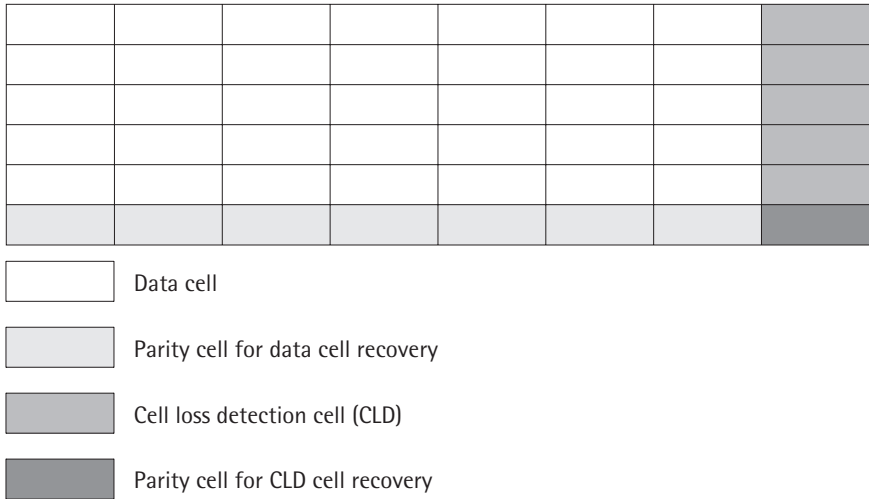 Data cell
Parity cell for data cell recovery
Cell loss detection cell (CLD)
Parity cell for CLD cell recovery